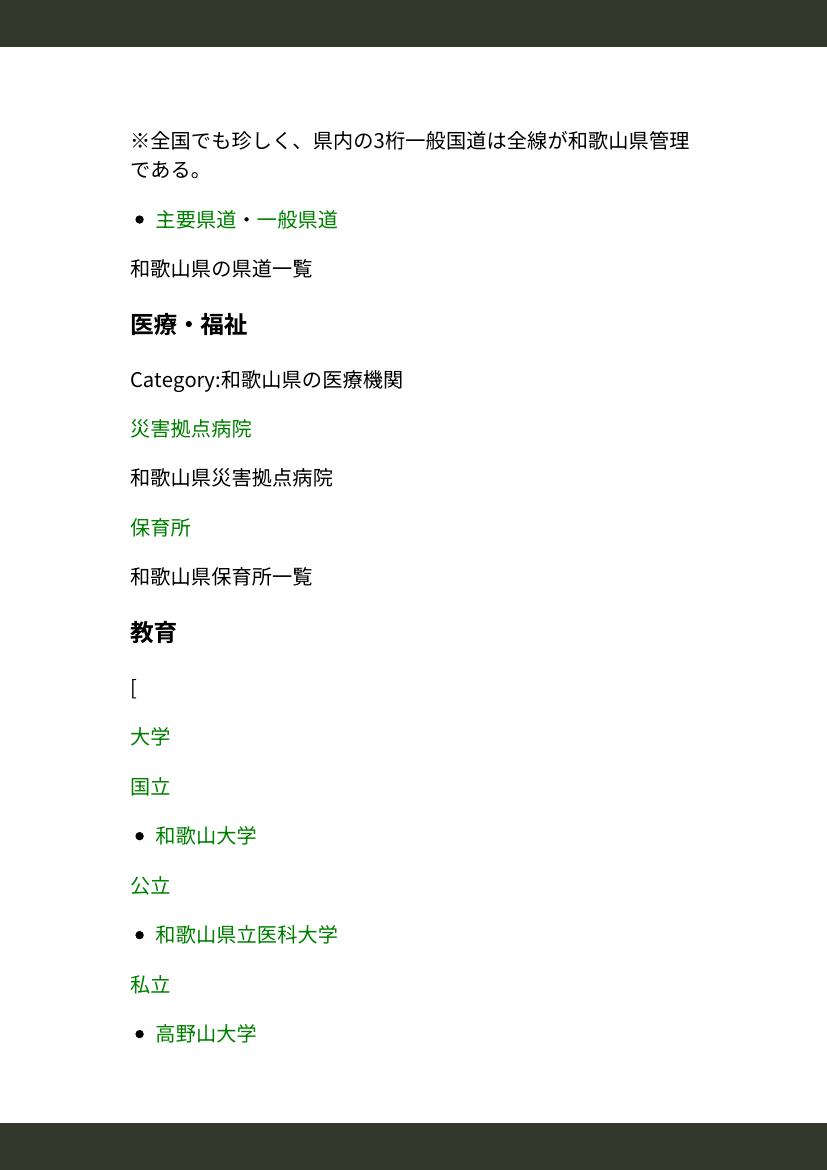 ※全国でも珍しく、県内の3桁一般国道は全線が和歌山県管理
である。
• 主要県道・一般県道
和歌山県の県道一覧
医療・福祉
Category:和歌山県の医療機関
災害拠点病院
和歌山県災害拠点病院
保育所
和歌山県保育所一覧
教育
[
大学
国立
• 和歌山大学
公立
• 和歌山県立医科大学
私立
• 高野山大学